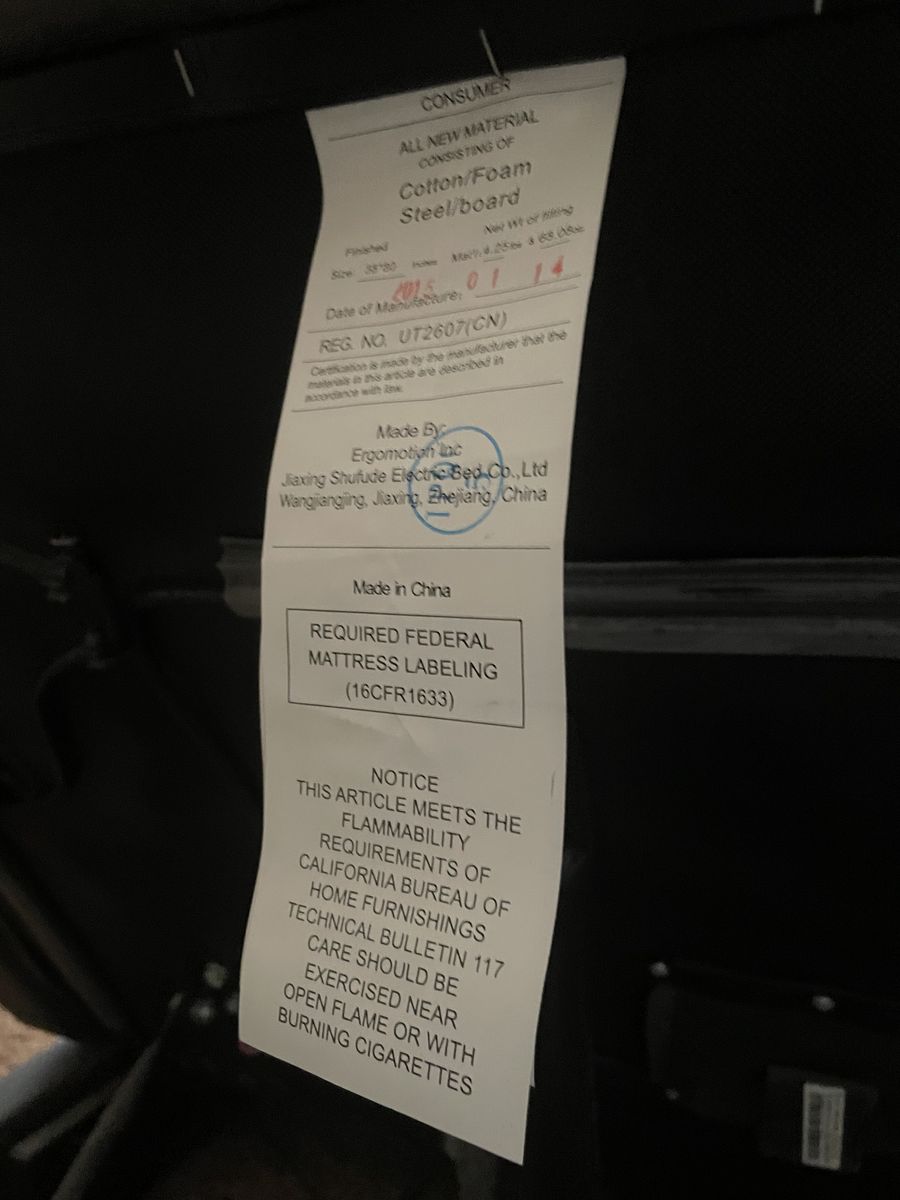 CONSUMER
ALL NEW MATERIAL
CONSISTING OF
Cotton/Foam
Steel/board
Finished
Net Wt of filling
Size
Date of Manufacture:
2015 01 14
REG. NO. UT2607(CN)
Certification is made by the manufacturer that the
materials in this article are described in
accordance with law.
Made By:
Ergomotion Inc
Jiaxing Shufude Electric Bed Co.,Ltd
Wangjiangjing, Jiaxing, Zhejiang, China
Made in China
REQUIRED FEDERAL
MATTRESS LABELING
(16CFR1633)
NOTICE
THIS ARTICLE MEETS THE
FLAMMABILITY
REQUIREMENTS OF
CALIFORNIA BUREAU OF
HOME FURNISHINGS
TECHNICAL BULLETIN 117
CARE SHOULD BE
EXERCISED NEAR
OPEN FLAME OR WITH
BURNING CIGARETTES